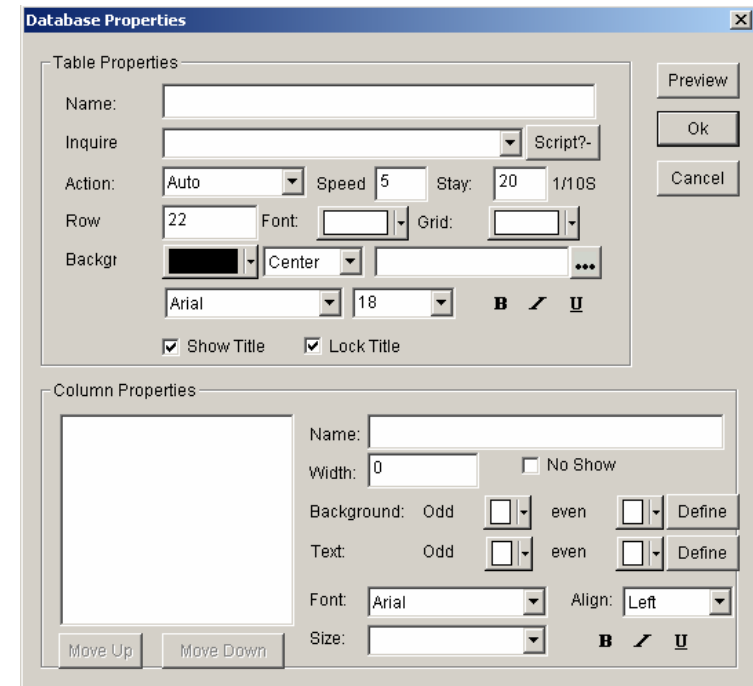 Database Properties
Table Properties
Preview
Name:
Ok
Inquire
Script?-
Action: Auto Speed 5 Stay: 20 1/10S
Cancel
Row 22 Font: Grid:
Backgr Center ...
Arial 18 B I U
Show Title Lock Title
Column Properties
Name:
Width: 0 No Show
Background: Odd even Define
Text: Odd even Define
Font: Arial Align: Left
Size: B I U
Move Up Move Down